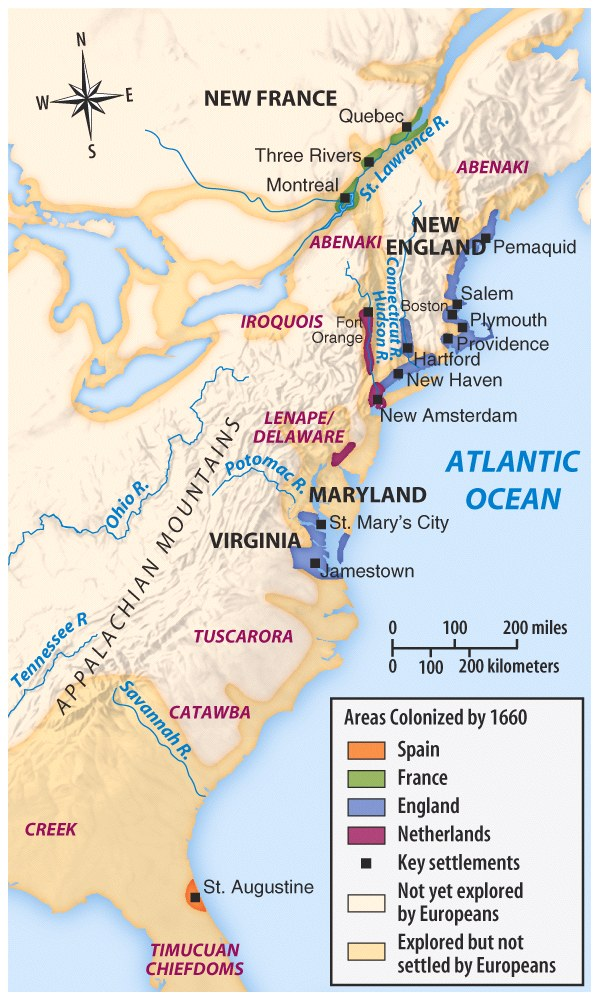 N
W E
S
NEW FRANCE
Quebec
St. Lawrence R.
Three Rivers
Montreal
ABENAKI
ABENAKI
NEW
ENGLAND
Pemaquid
Connecticut R.
Hudson R.
IROQUOIS
Fort
Orange
Boston
Salem
Plymouth
Providence
Hartford
New Haven
New Amsterdam
LENAPE/
DELAWARE
Potomac R.
Ohio R.
APPALACHIAN MOUNTAINS
ATLANTIC
OCEAN
MARYLAND
St. Mary's City
VIRGINIA
Jamestown
TUSCARORA
Tennessee R
Savannah R.
CATAWBA
CREEK
St. Augustine
TIMUCUAN
CHIEFDOMS
0 100 200 miles
0 100 200 kilometers
Areas Colonized by 1660
Spain
France
England
Netherlands
Key settlements
Not yet explored
by Europeans
Explored but not
settled by Europeans